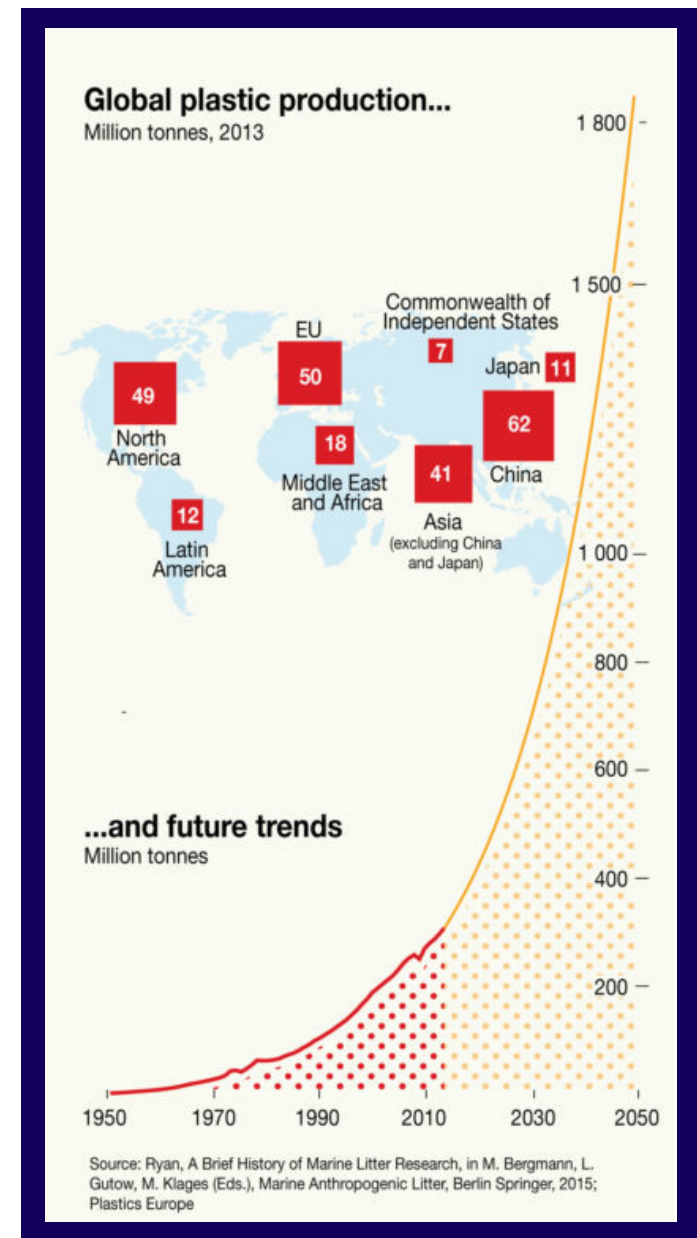 Global plastic production...
Million tonnes, 2013
1 800
1 500
Commonwealth of
Independent States
EU
7
Japan 11
50
49
62
North
America
18
China
Middle East
and Africa
41
12
Asia
(excluding China
and Japan)
Latin
America
1 000
800
600
...and future trends
Million tonnes
400
200
1950 1970 1990 2010 2030 2050
Source: Ryan, A Brief History of Marine Litter Research, in M. Bergmann, L.
Gutow, M. Klages (Eds.), Marine Anthropogenic Litter, Berlin Springer, 2015;
Plastics Europe